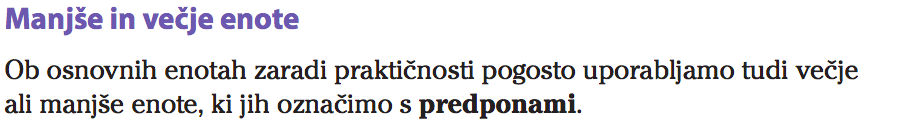 Manjše in večje enote
Ob osnovnih enotah zaradi praktičnosti pogosto uporabljamo tudi večje
ali manjše enote, ki jih označimo s predponami.